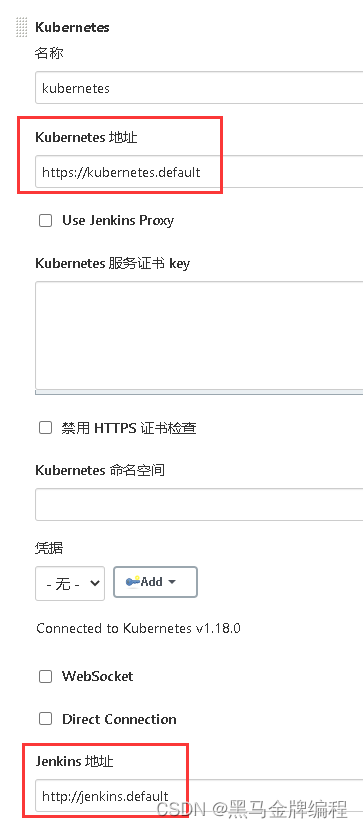 Kubernetes
名称
kubernetes
Kubernetes 地址
https://kubernetes.default
Use Jenkins Proxy
Kubernetes 服务证书 key
禁用 HTTPS 证书检查
Kubernetes 命名空间
凭据
- 无 -
Add
Connected to Kubernetes v1.18.0
WebSocket
Direct Connection
Jenkins 地址
http://jenkins.default
CSDN @黑马金牌编程